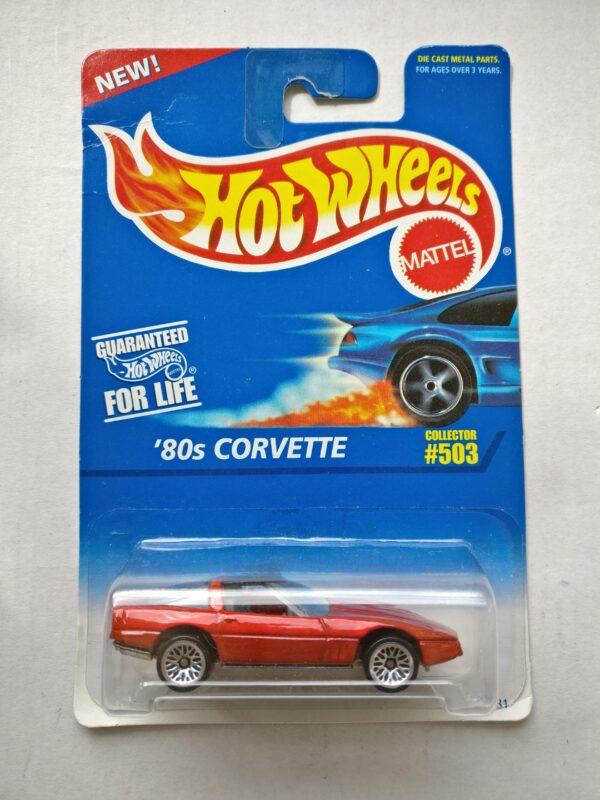 NEW!
DIE CAST METAL PARTS.
FOR AGES OVER 3 YEARS.
HOT WHEELS
MATTEL
®
GUARANTEED
HOT WHEELS
®
FOR LIFE
'80s CORVETTE
COLLECTOR
#503